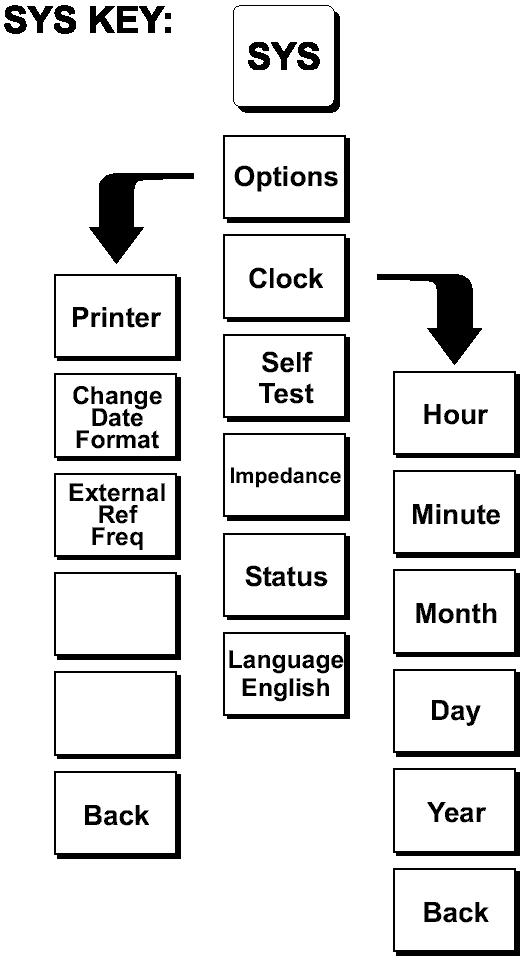 SYS KEY:
SYS
Options
Clock
Self
Test
Impedance
Status
Language
English
Printer
Change
Date
Format
External
Ref
Freq
Back
Hour
Minute
Month
Day
Year
Back